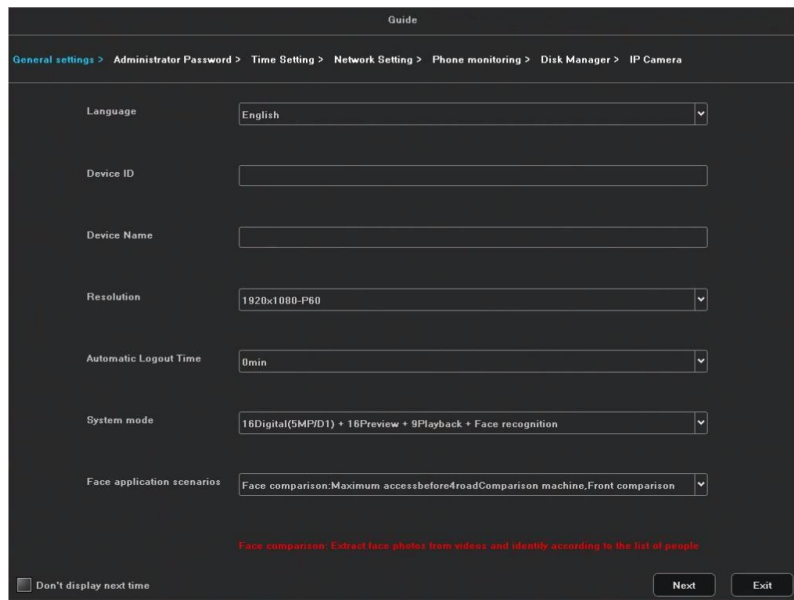 Guide
General settings > Administrator Password > Time Setting > Network Setting > Phone monitoring > Disk Manager > IP Camera
Language English
Device ID
Device Name
Resolution 1920x1080-P60
Automatic Logout Time 0min
System mode 16Digital(5MP/D1) + 16Preview + 9Playback + Face recognition
Face application scenarios Face comparison:Maximum accessbefore4roadComparison machine,Front comparison
Face comparison: Extract face photos from videos and identify according to the list of people
Don't display next time Next Exit